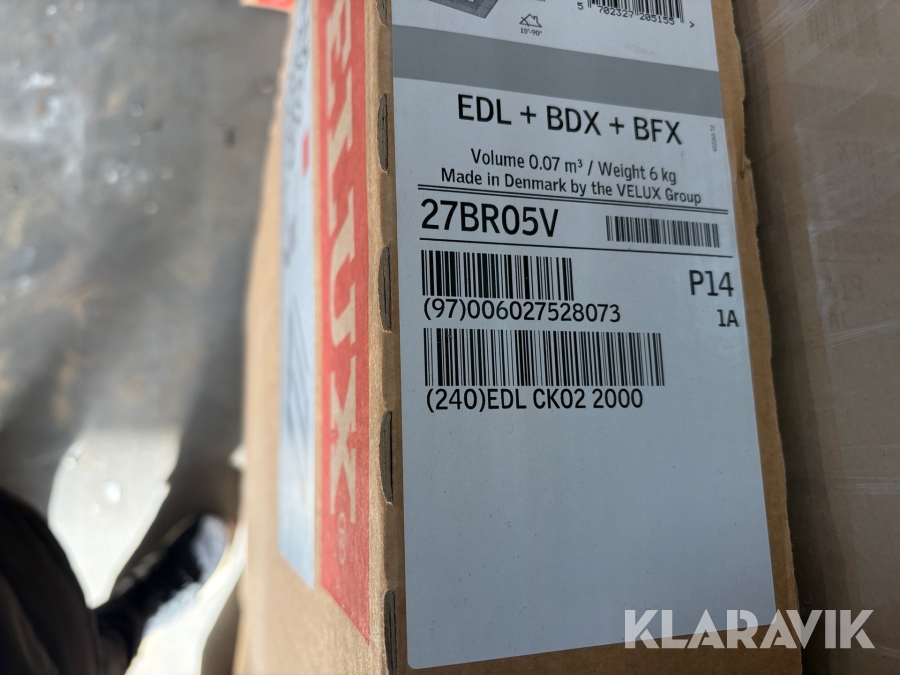 5 702327 205155 >
15°-90°
EDL + BDX + BFX
Volume 0.07 m³ / Weight 6 kg
Made in Denmark by the VELUX Group
27BR05V
P14
1A
(97)006027528073
(240)EDL CK02 2000
VELUX®
KLARAVIK